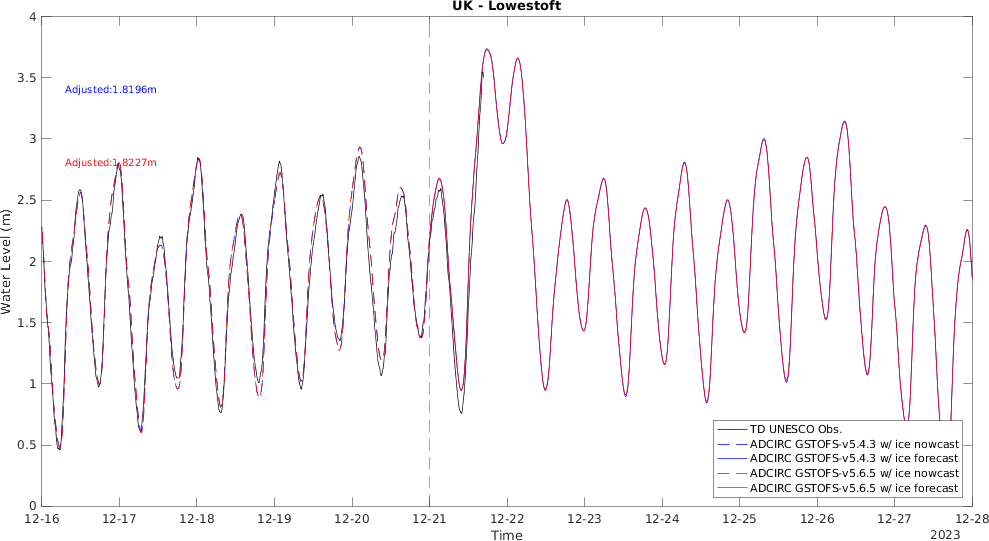 UK - Lowestoft
4
3.5
3
2.5
2
1.5
1
0.5
0
Water Level (m)
Adjusted:1.8196m
Adjusted:1.8227m
TD UNESCO Obs.
ADCIRC GSTOFS-v5.4.3 w/ ice nowcast
ADCIRC GSTOFS-v5.4.3 w/ ice forecast
ADCIRC GSTOFS-v5.6.5 w/ ice nowcast
ADCIRC GSTOFS-v5.6.5 w/ ice forecast
12-16 12-17 12-18 12-19 12-20 12-21 12-22 12-23 12-24 12-25 12-26 12-27 12-28
Time
2023